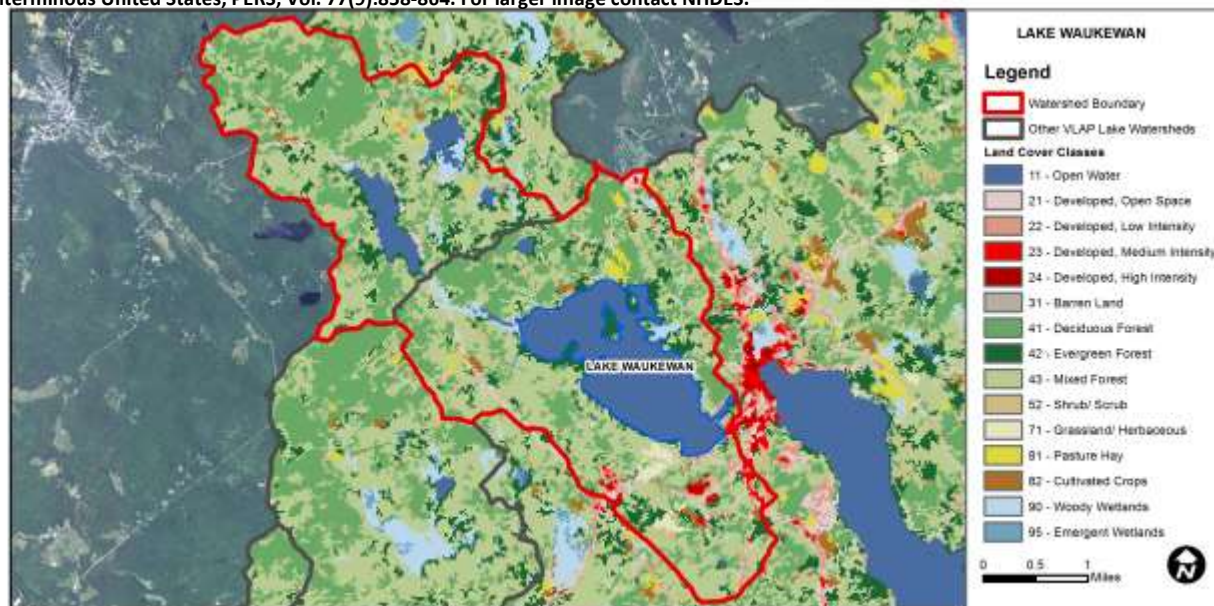 terminous United States, PERS, Vol. 77(9):858-864. For larger image contact NHDES.
LAKE WAUKEWAN
LAKE WAUKEWAN
Legend
Watershed Boundary
Other VLAP Lake Watersheds
Land Cover Classes
11 - Open Water
21 - Developed, Open Space
22 - Developed, Low Intensity
23 - Developed, Medium Intensity
24 - Developed, High Intensity
31 - Barren Land
41 - Deciduous Forest
42 - Evergreen Forest
43 - Mixed Forest
52 - Shrub/ Scrub
71 - Grassland/ Herbaceous
81 - Pasture Hay
82 - Cultivated Crops
90 - Woody Wetlands
95 - Emergent Wetlands
0 0.5 1
Miles
N